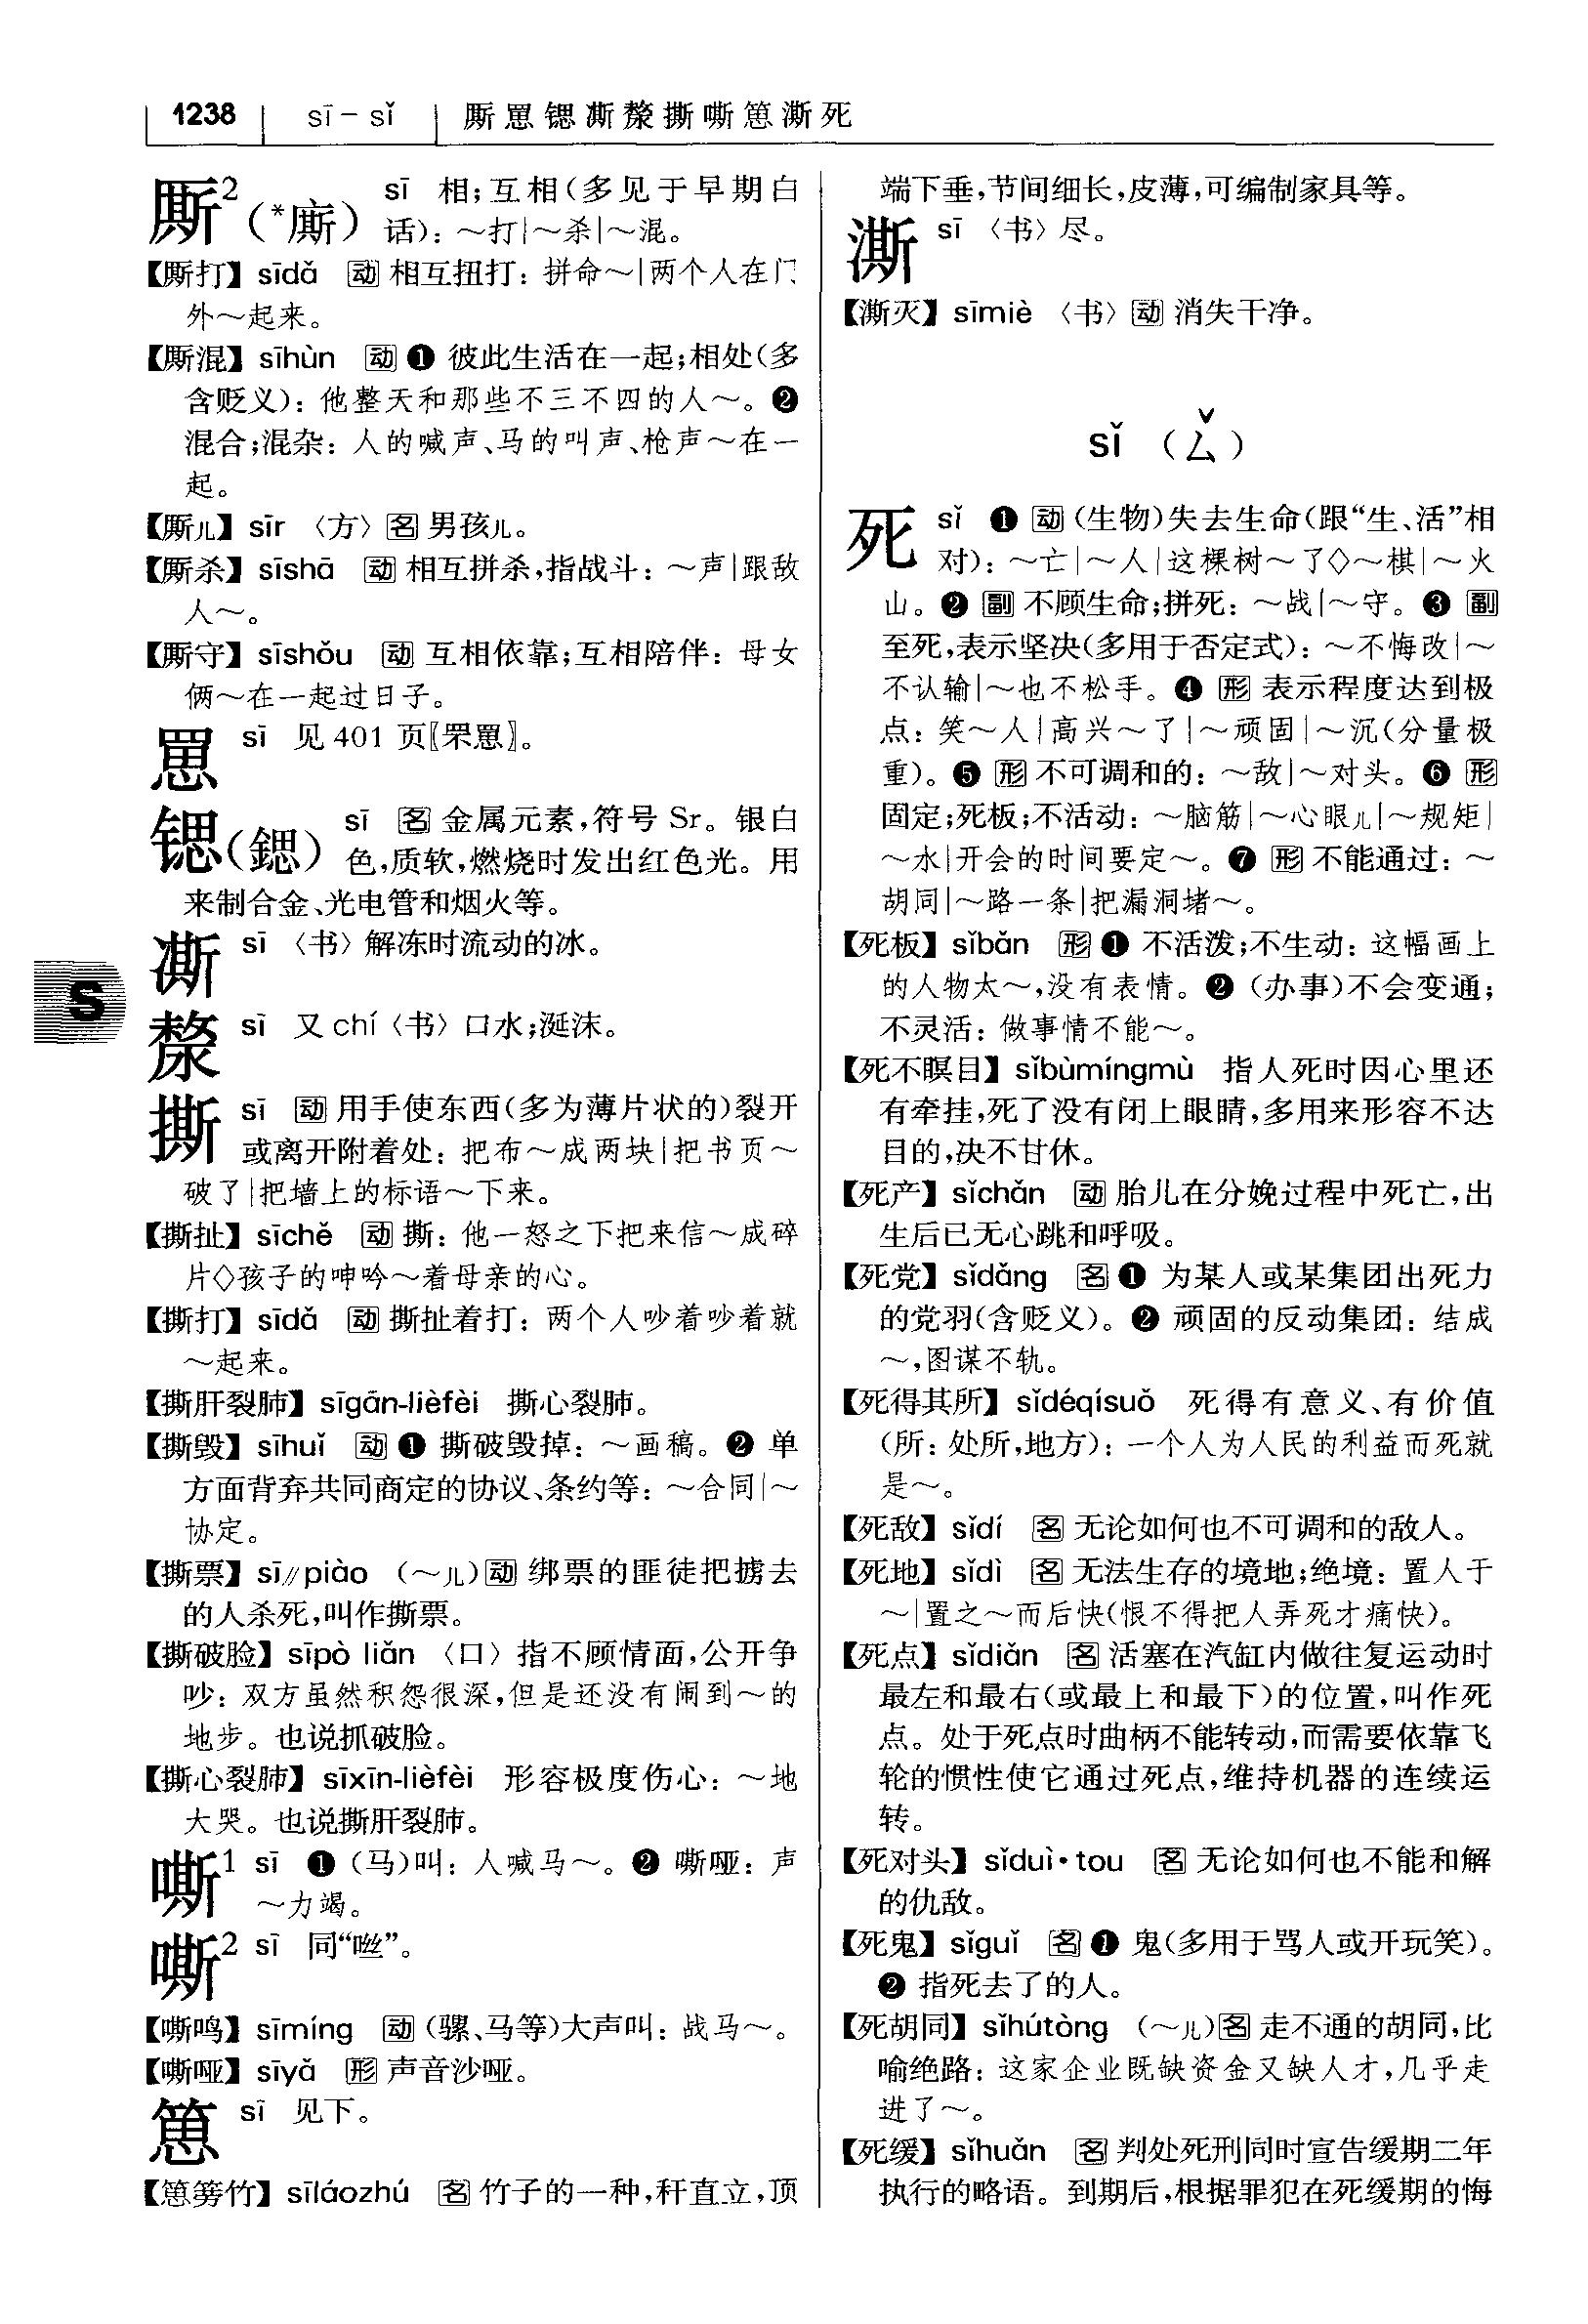 1238 sī－sǐ 厮罳锶凘漦撕嘶蒠澌死
厮²(*廝) sī 相；互相（多见于早期白
话）：～打｜～杀｜～混。
【厮打】sīdǎ 动 相互扭打：拼命～｜两个人在门
外～起来。
【厮混】sīhùn 动 ❶ 彼此生活在一起；相处（多
含贬义）：他整天和那些不三不四的人～。❷
混合；混杂：人的喊声、马的叫声、枪声～在一
起。
【厮儿】sīr 〈方〉名 男孩儿。
【厮杀】sīshā 动 相互拼杀，指战斗：～声｜跟敌
人～。
【厮守】sīshǒu 动 互相依靠；互相陪伴：母女
俩～在一起过日子。
罳 sī 见 401 页〖罘罳〗。
锶(鍶) sī 名 金属元素，符号 Sr。银白
色，质软，燃烧时发出红色光。用
来制合金、光电管和烟火等。
凘 sī 〈书〉解冻时流动的冰。
漦 sī 又 chí〈书〉口水；涎沫。
撕 sī 动 用手使东西（多为薄片状的）裂开
或离开附着处：把布～成两块｜把书页～
破了｜把墙上的标语～下来。
【撕扯】sīchě 动 撕：他一怒之下把来信～成碎
片◇孩子的呻吟～着母亲的心。
【撕打】sīdǎ 动 撕扯着打：两个人吵着吵着就
～起来。
【撕肝裂肺】sīgān-lièfèi 撕心裂肺。
【撕毁】sīhuǐ 动 ❶ 撕破毁掉：～画稿。❷ 单
方面背弃共同商定的协议、条约等：～合同｜～
协定。
【撕票】sī∥piào （～儿）动 绑票的匪徒把掳去
的人杀死，叫作撕票。
【撕破脸】sīpò liǎn 〈口〉指不顾情面，公开争
吵：双方虽然积怨很深，但是还没有闹到～的
地步。也说抓破脸。
【撕心裂肺】sīxīn-lièfèi 形容极度伤心：～地
大哭。也说撕肝裂肺。
嘶¹ sī ❶（马）叫：人喊马～。❷ 嘶哑：声
～力竭。
嘶² sī 同“咝”。
【嘶鸣】sīmíng 动（骡、马等）大声叫：战马～。
【嘶哑】sīyǎ 形 声音沙哑。
sī 见下。
sīláozhú 名 竹子的一种，秆直立，顶
端下垂，节间细长，皮薄，可编制家具等。
澌 sī 〈书〉尽。
【澌灭】sīmiè 〈书〉动 消失干净。
sǐ （ㄙˇ）
死 sǐ ❶ 动（生物）失去生命（跟“生、活”相
对）：～亡｜～人｜这棵树～了◇～棋｜～火
山。❷ 副 不顾生命；拼死：～战｜～守。❸ 副
至死，表示坚决（多用于否定式）：～不悔改｜～
不认输｜～也不松手。❹ 形 表示程度达到极
点：笑～人｜高兴～了｜～顽固｜～沉（分量极
重）。❺ 形 不可调和的：～敌｜～对头。❻ 形
固定；死板；不活动：～脑筋｜～心眼儿｜～规矩｜
～水｜开会的时间要定～。❼ 形 不能通过：～
胡同｜～路一条｜把漏洞堵～。
【死板】sǐbǎn 形 ❶ 不活泼；不生动：这幅画上
的人物太～，没有表情。❷（办事）不会变通；
不灵活：做事情不能～。
【死不瞑目】sǐbùmíngmù 指人死时因心里还
有牵挂，死了没有闭上眼睛，多用来形容不达
目的，决不甘休。
【死产】sǐchǎn 动 胎儿在分娩过程中死亡，出
生后已无心跳和呼吸。
【死党】sǐdǎng 名 ❶ 为某人或某集团出死力
的党羽（含贬义）。❷ 顽固的反动集团：结成
～，图谋不轨。
【死得其所】sǐdéqísuǒ 死得有意义、有价值
（所：处所，地方）：一个人为人民的利益而死就
是～。
【死敌】sǐdí 名 无论如何也不可调和的敌人。
【死地】sǐdì 名 无法生存的境地；绝境：置人于
～｜置之～而后快（恨不得把人弄死才痛快）。
【死点】sǐdiǎn 名 活塞在汽缸内做往复运动时
最左和最右（或最上和最下）的位置，叫作死
点。处于死点时曲柄不能转动，而需要依靠飞
轮的惯性使它通过死点，维持机器的连续运
转。
【死对头】sǐduì·tou 名 无论如何也不能和解
的仇敌。
【死鬼】sǐguǐ 名 ❶ 鬼（多用于骂人或开玩笑）。
❷ 指死去了的人。
【死胡同】sǐhútòng （～儿）名 走不通的胡同，比
喻绝路：这家企业既缺资金又缺人才，几乎走
进了～。
【死缓】sǐhuǎn 名 判处死刑同时宣告缓期二年
执行的略语。到期后，根据罪犯在死缓期的悔
S